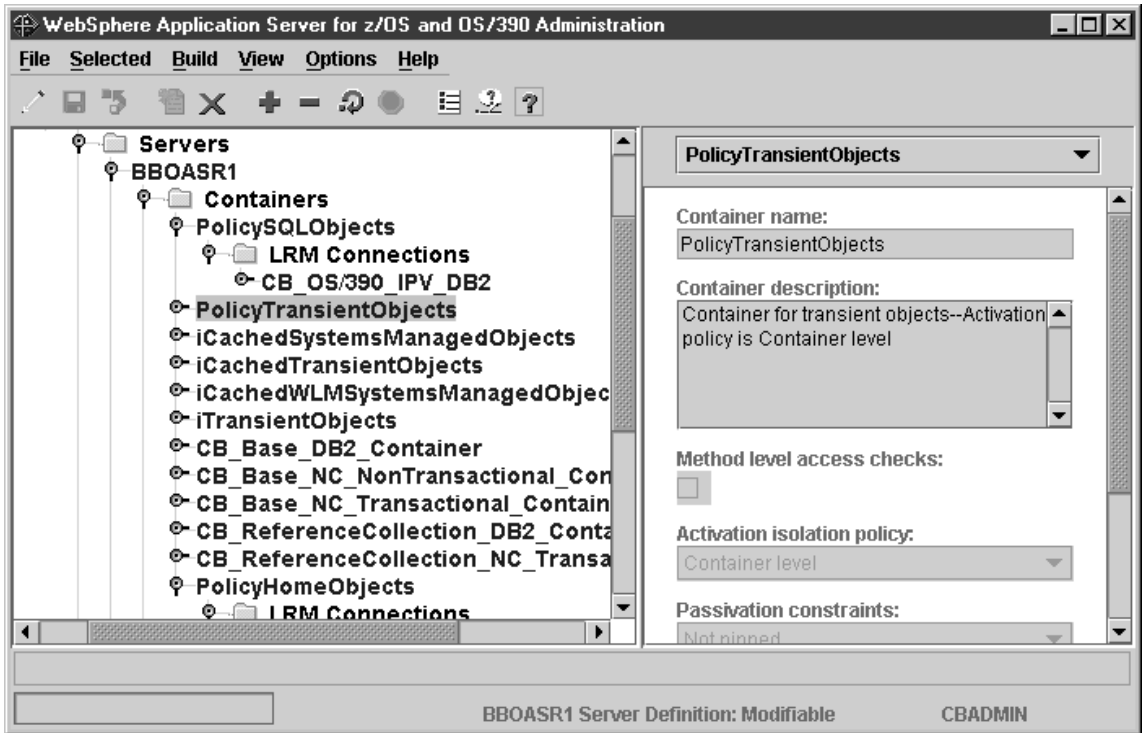 WebSphere Application Server for z/OS and OS/390 Administration
File Selected Build View Options Help
Servers
BBOASR1
Containers
PolicySQLObjects
LRM Connections
CB_OS/390_IPV_DB2
PolicyTransientObjects
iCachedSystemsManagedObjects
iCachedTransientObjects
iCachedWLMSystemsManagedObjec
iTransientObjects
CB_Base_DB2_Container
CB_Base_NC_NonTransactional_Con
CB_Base_NC_Transactional_Contain
CB_ReferenceCollection_DB2_Conta
CB_ReferenceCollection_NC_Transa
PolicyHomeObjects
LRM Connections
PolicyTransientObjects
Container name:
PolicyTransientObjects
Container description:
Container for transient objects--Activation
policy is Container level
Method level access checks:
Activation isolation policy:
Container level
Passivation constraints:
Not pinned
BBOASR1 Server Definition: Modifiable CBADMIN